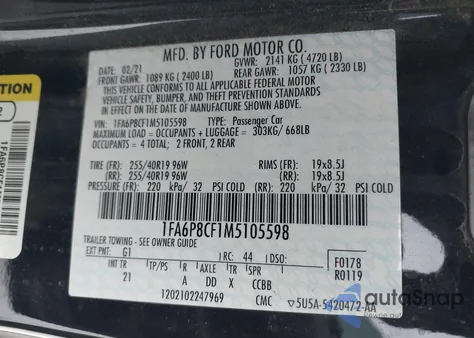 MFD. BY FORD MOTOR CO.
02/21 GVWR: 2141 KG ( 4720 LB)
FRONT GAWR: 1089 KG ( 2400 LB) REAR GAWR: 1057 KG ( 2330 LB)
THIS VEHICLE CONFORMS TO ALL APPLICABLE FEDERAL MOTOR
VEHICLE SAFETY, BUMPER, AND THEFT PREVENTION STANDARDS IN
EFFECT ON THE DATE OF MANUFACTURE SHOWN ABOVE.
VIN: 1FA6P8CF1M5105598 TYPE: Passenger Car
MAXIMUM LOAD = OCCUPANTS + LUGGAGE = 303KG/ 668LB
OCCUPANTS = 4 TOTAL: 2 FRONT, 2 REAR
TIRE (FR): 255/40R19 96W RIMS (FR): 19x8.5J
TIRE (RR): 255/40R19 96W RIMS (RR): 19x8.5J
PRESSURE (FR): 220 kPa/ 32 PSI COLD (RR): 220 kPa/ 32 PSI COLD
1FA6P8CF1M5105598
TRAILER TOWING - SEE OWNER GUIDE
EXT PNT: G1 RC: 44 DSO: F0178
INT TR TP/PS R AXLE TR SPR R0119
21 A A CCBB
1202102247969 CMC 5U5A-5420472-AA
AutoSnap
Dewpune over